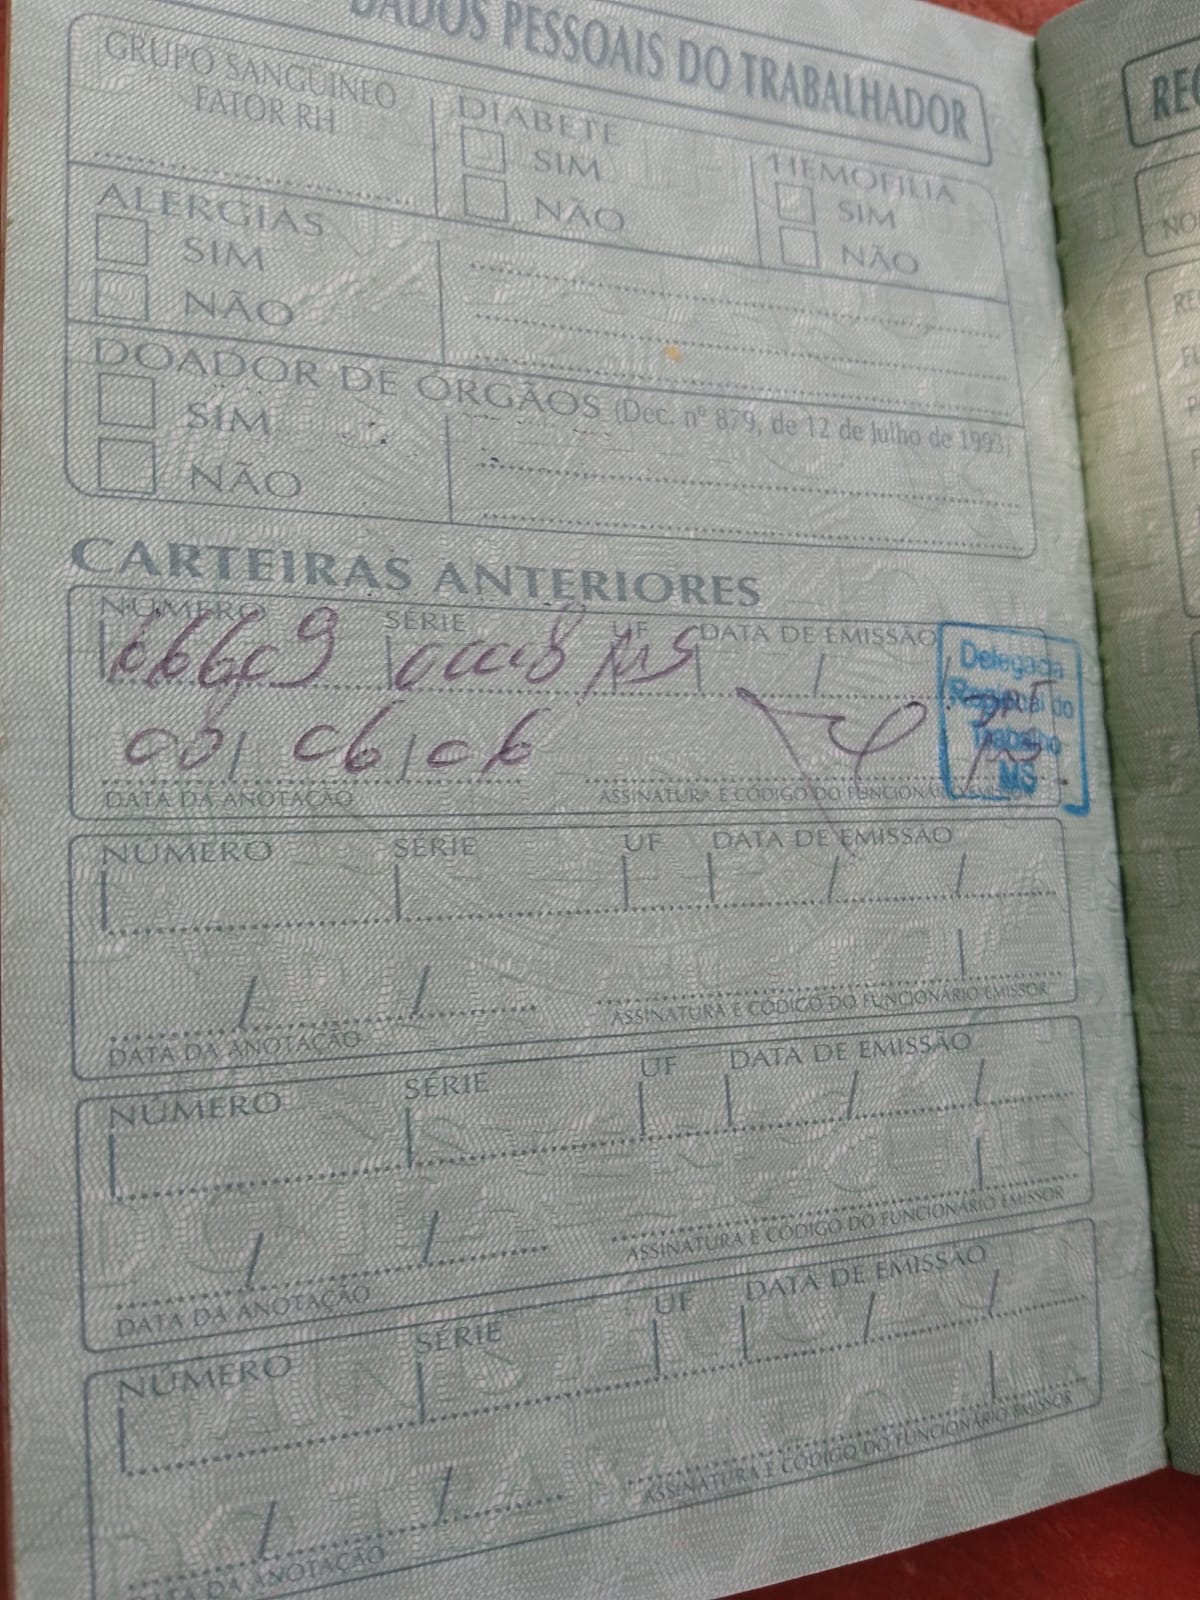 DADOS PESSOAIS DO TRABALHADOR
GRUPO SANGÜINEO
FATOR RH
DIABETE
SIM
NÃO
HEMOFILIA
SIM
NÃO
ALERGIAS
SIM
NÃO
DOADOR DE ÓRGÃOS (Dec. nº 879, de 12 de Julho de 1993)
SIM
NÃO
CARTEIRAS ANTERIORES
NÚMERO SÉRIE UF DATA DE EMISSÃO
MS
Delegacia
Regional do
Trabalho
MS
DATA DA ANOTAÇÃO ASSINATURA E CÓDIGO DO FUNCIONÁRIO EMISSOR
NÚMERO SÉRIE UF DATA DE EMISSÃO
DATA DA ANOTAÇÃO ASSINATURA E CÓDIGO DO FUNCIONÁRIO EMISSOR
NÚMERO SÉRIE UF DATA DE EMISSÃO
DATA DA ANOTAÇÃO ASSINATURA E CÓDIGO DO FUNCIONÁRIO EMISSOR
NÚMERO SÉRIE UF DATA DE EMISSÃO
DATA DA ANOTAÇÃO ASSINATURA E CÓDIGO DO FUNCIONÁRIO EMISSOR